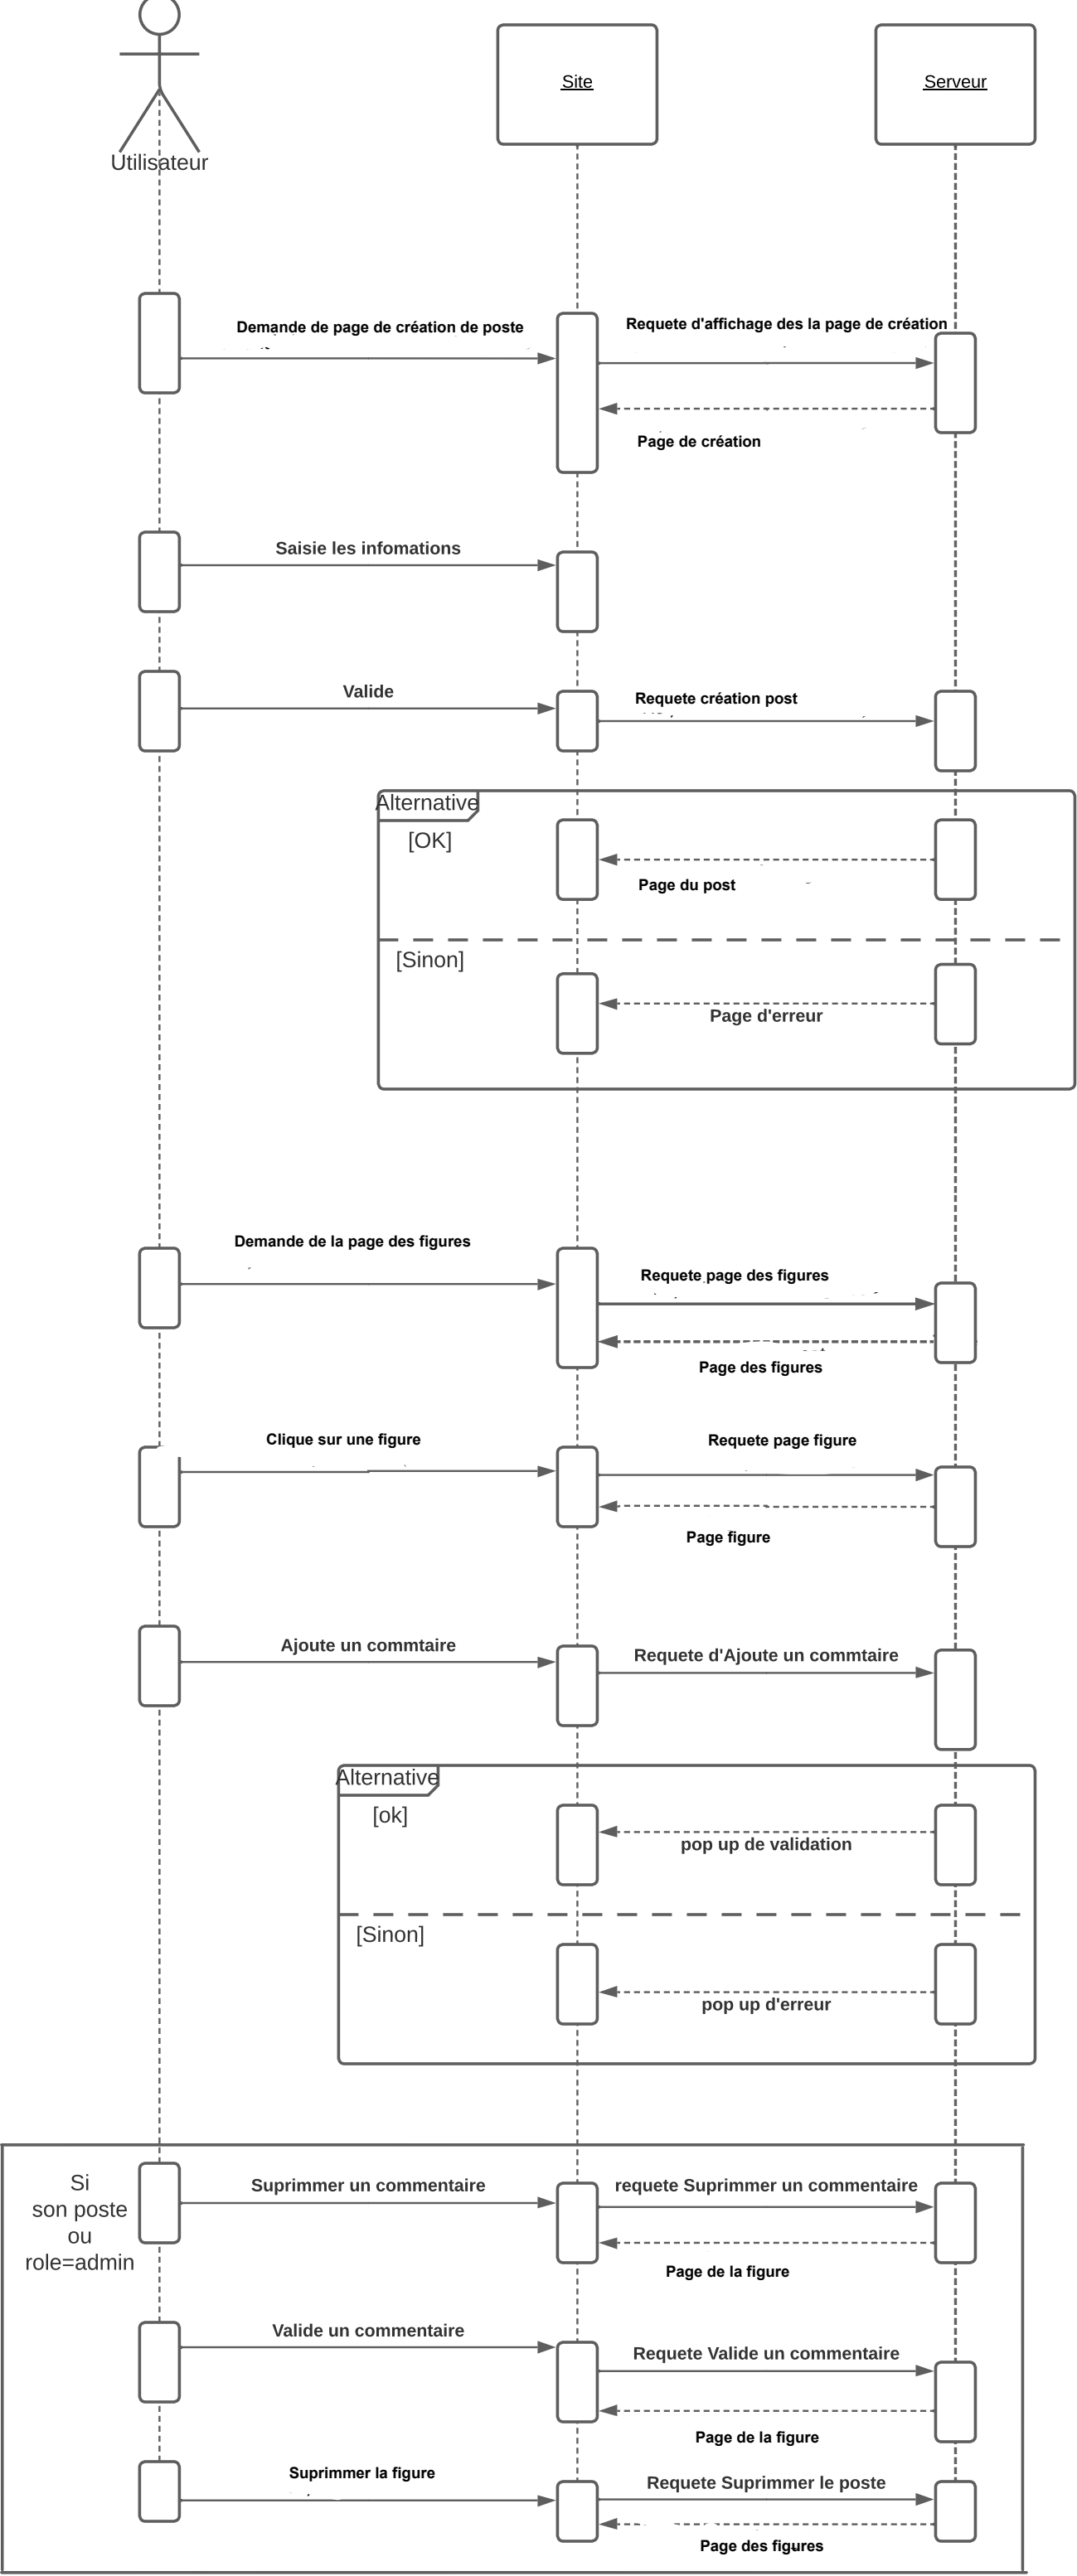 Utilisateur
Site
Serveur
Demande de page de création de poste
Requete d'affichage des la page de création
Page de création
Saisie les infomations
Valide
Requete création post
Alternative
[OK]
Page du post
[Sinon]
Page d'erreur
Demande de la page des figures
Requete page des figures
Page des figures
Clique sur une figure
Requete page figure
Page figure
Ajoute un commtaire
Requete d'Ajoute un commtaire
Alternative
[ok]
pop up de validation
[Sinon]
pop up d'erreur
Si
son poste
ou
role=admin
Suprimmer un commentaire
requete Suprimmer un commentaire
Page de la figure
Valide un commentaire
Requete Valide un commentaire
Page de la figure
Suprimmer la figure
Requete Suprimmer le poste
Page des figures